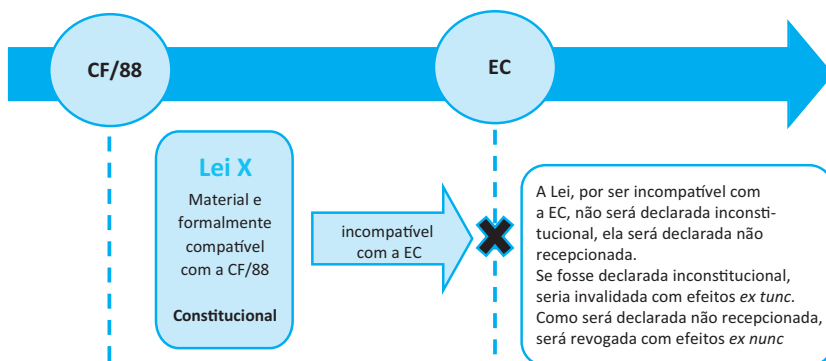 CF/88
EC
Lei X
Material e
formalmente
compatível
com a CF/88
Constitucional
incompatível
com a EC
A Lei, por ser incompatível com
a EC, não será declarada inconsti-
tucional, ela será declarada não
recepcionada.
Se fosse declarada inconstitucional,
seria invalidada com efeitos ex tunc.
Como será declarada não recepcionada,
será revogada com efeitos ex nunc